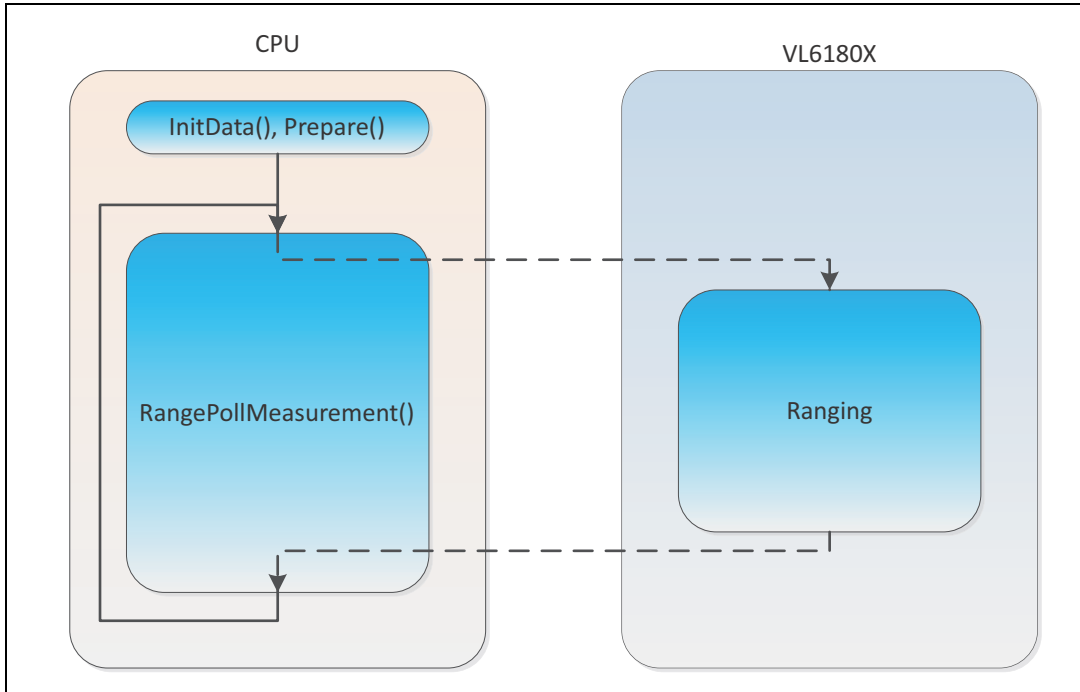 CPU
VL6180X
InitData(), Prepare()
RangePollMeasurement()
Ranging